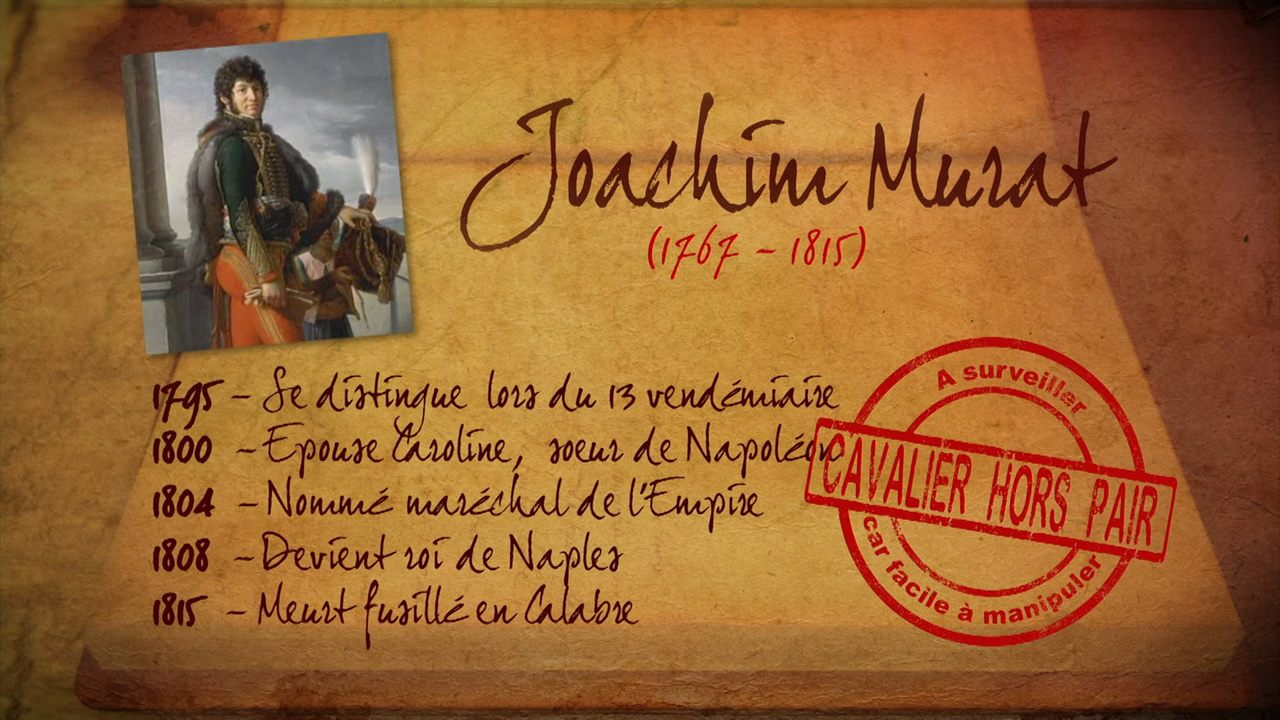 Joachim Murat
(1767 - 1815)
1795 - Se distingue lors du 13 vendémiaire
1800 - Epouse Caroline, soeur de Napoléon
1804 - Nommé maréchal de l'Empire
1808 - Devient roi de Naples
1815 - Meurt fusillé en Calabre
A surveiller
CAVALIER HORS PAIR
car facile à manipuler